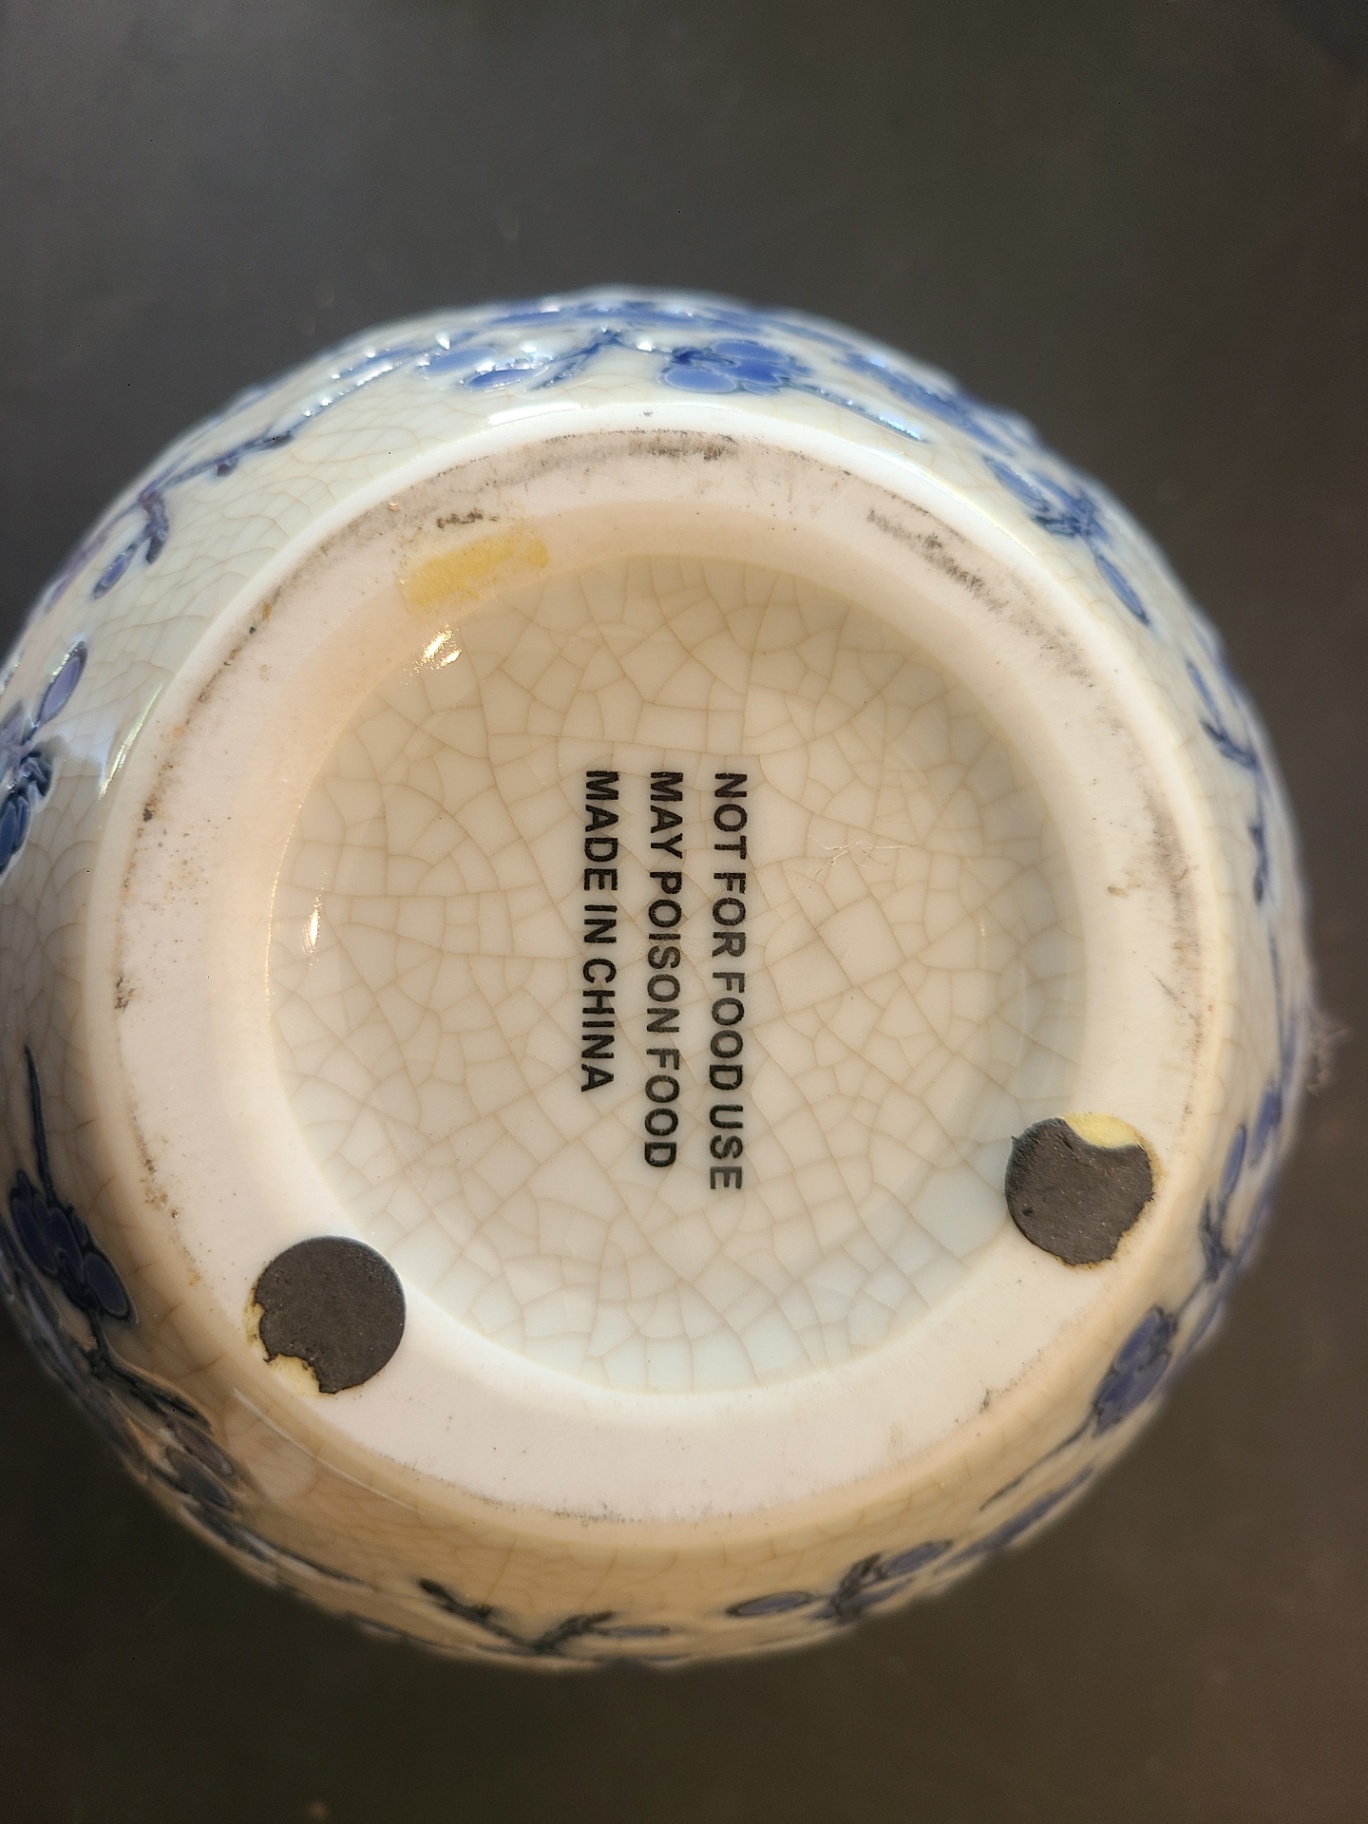 NOT FOR FOOD USE
MAY POISON FOOD
MADE IN CHINA